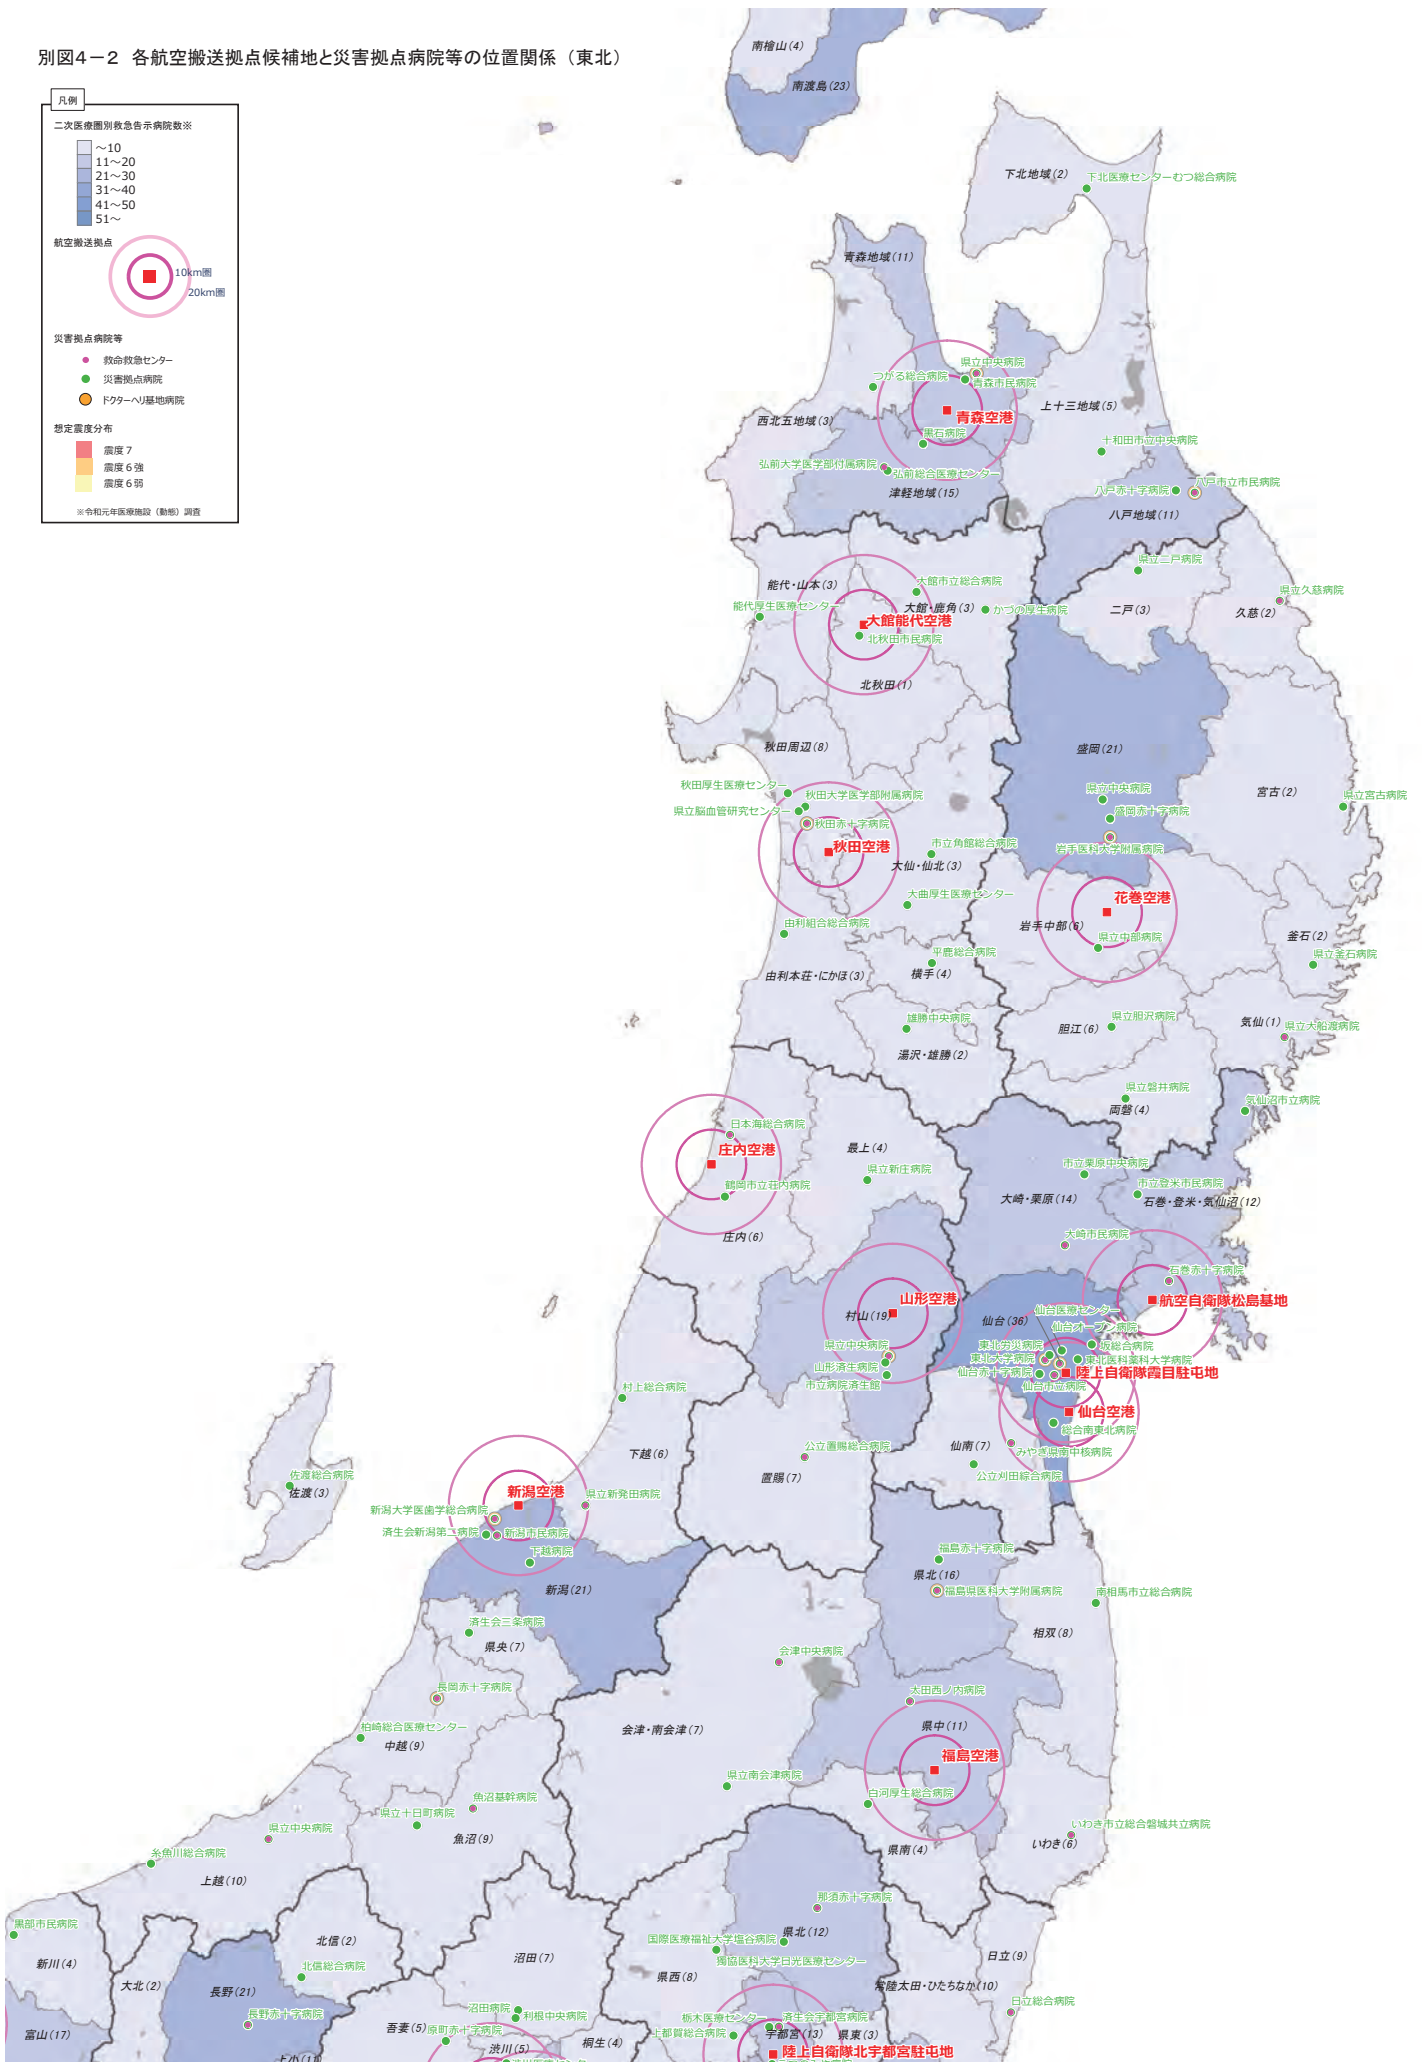 別図４－２ 各航空搬送拠点候補地と災害拠点病院等の位置関係（東北）
凡例
二次医療圏別救急告示病院数※
～10
11～20
21～30
31～40
41～50
51～
航空搬送拠点
10km圏
20km圏
災害拠点病院等
救命救急センター
災害拠点病院
ドクターヘリ基地病院
想定震度分布
震度７
震度６強
震度６弱
※令和元年医療施設（動態）調査
南檜山(4)
南渡島(23)
下北地域(2)
下北医療センターむつ総合病院
青森地域(11)
県立中央病院
つがる総合病院
青森市民病院
上十三地域(5)
青森空港
西北五地域(3)
黒石病院
十和田市立中央病院
弘前大学医学部付属病院
弘前総合医療センター
八戸市立市民病院
八戸赤十字病院
津軽地域(15)
八戸地域(11)
県立二戸病院
能代・山本(3)
大館市立総合病院
県立久慈病院
能代厚生医療センター
大館・鹿角(3)
かづの厚生病院
二戸(3)
久慈(2)
大館能代空港
北秋田市民病院
北秋田(1)
秋田周辺(8)
盛岡(21)
秋田厚生医療センター
県立中央病院
宮古(2)
秋田大学医学部附属病院
県立宮古病院
県立脳血管研究センター
盛岡赤十字病院
秋田赤十字病院
秋田空港
市立角館総合病院
岩手医科大学附属病院
大仙・仙北(3)
大曲厚生医療センター
花巻空港
由利組合総合病院
岩手中部(6)
県立中部病院
釜石(2)
平鹿総合病院
県立釜石病院
由利本荘・にかほ(3)
横手(4)
雄勝中央病院
県立胆沢病院
気仙(1)
胆江(6)
県立大船渡病院
湯沢・雄勝(2)
県立磐井病院
気仙沼市立病院
両磐(4)
日本海総合病院
庄内空港
最上(4)
県立新庄病院
市立栗原中央病院
鶴岡市立荘内病院
市立登米市民病院
大崎・栗原(14)
石巻・登米・気仙沼(12)
庄内(6)
大崎市民病院
石巻赤十字病院
山形空港
航空自衛隊松島基地
村山(19)
仙台医療センター
仙台(36)
仙台オープン病院
県立中央病院
東北労災病院
坂総合病院
山形済生病院
東北大学病院
東北医科薬科大学病院
市立病院済生館
仙台赤十字病院
陸上自衛隊霞目駐屯地
村上総合病院
仙台市立病院
仙台空港
総合南東北病院
公立置賜総合病院
仙南(7)
みやぎ県南中核病院
下越(6)
置賜(7)
公立刈田綜合病院
佐渡総合病院
佐渡(3)
新潟空港
県立新発田病院
新潟大学医歯学総合病院
済生会新潟第二病院
新潟市民病院
下越病院
福島赤十字病院
新潟(21)
県北(16)
福島県医科大学附属病院
南相馬市立総合病院
済生会三条病院
県央(7)
相双(8)
会津中央病院
長岡赤十字病院
太田西ノ内病院
柏崎総合医療センター
会津・南会津(7)
県中(11)
中越(9)
福島空港
県立南会津病院
白河厚生総合病院
魚沼基幹病院
県立十日町病院
県立中央病院
魚沼(9)
いわき市立総合磐城共立病院
いわき(6)
糸魚川総合病院
県南(4)
上越(10)
那須赤十字病院
黒部市民病院
県北(12)
北信(2)
国際医療福祉大学塩谷病院
沼田(7)
獨協医科大学日光医療センター
日立(9)
新川(4)
北信総合病院
県西(8)
大北(2)
長野(21)
常陸太田・ひたちなか(10)
沼田病院
日立総合病院
利根中央病院
長野赤十字病院
栃木医療センター
済生会宇都宮病院
富山(17)
吾妻(5)
原町赤十字病院
上都賀総合病院
宇都宮(13)
県東(3)
渋川(5)
桐生(4)
陸上自衛隊北宇都宮駐屯地